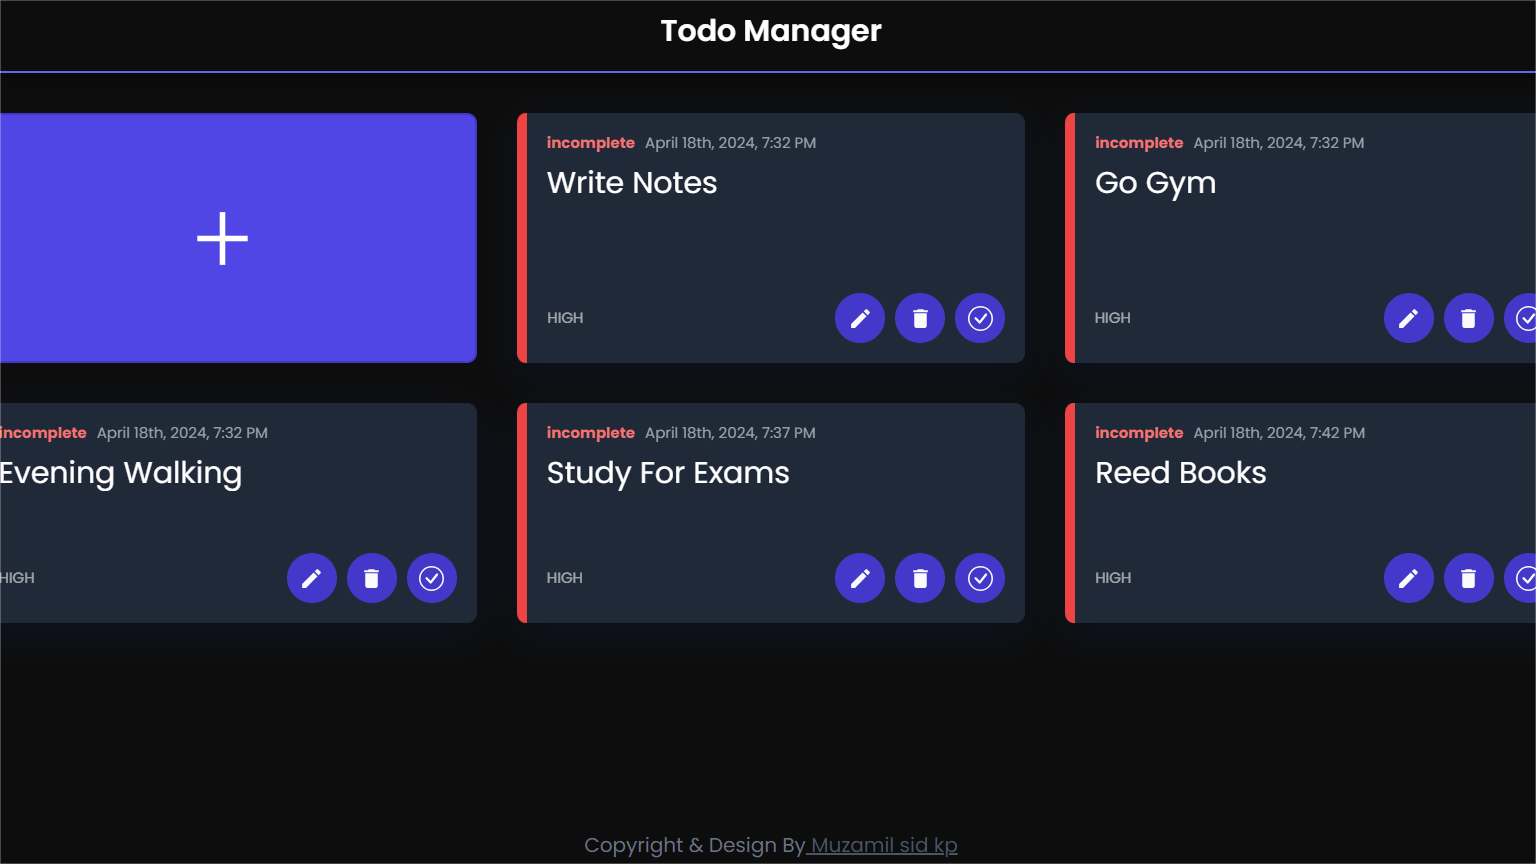 Todo Manager
incomplete April 18th, 2024, 7:32 PM
Write Notes
HIGH
incomplete April 18th, 2024, 7:32 PM
Go Gym
HIGH
incomplete April 18th, 2024, 7:32 PM
Evening Walking
HIGH
incomplete April 18th, 2024, 7:37 PM
Study For Exams
HIGH
incomplete April 18th, 2024, 7:42 PM
Reed Books
HIGH
Copyright & Design By Muzamil sid kp